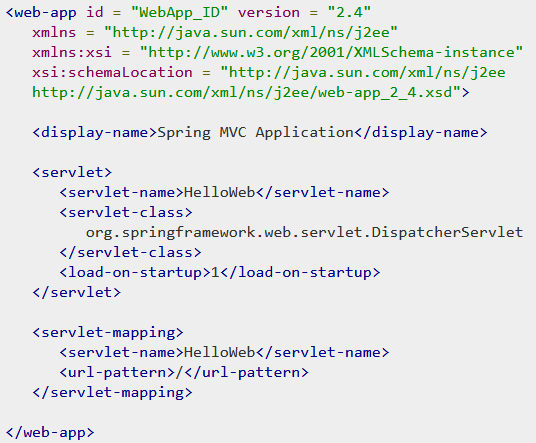 <web-app id = "WebApp_ID" version = "2.4"
xmlns = "http://java.sun.com/xml/ns/j2ee"
xmlns:xsi = "http://www.w3.org/2001/XMLSchema-instance"
xsi:schemaLocation = "http://java.sun.com/xml/ns/j2ee
http://java.sun.com/xml/ns/j2ee/web-app_2_4.xsd">
<display-name>Spring MVC Application</display-name>
<servlet>
<servlet-name>HelloWeb</servlet-name>
<servlet-class>
org.springframework.web.servlet.DispatcherServlet
</servlet-class>
<load-on-startup>1</load-on-startup>
</servlet>
<servlet-mapping>
<servlet-name>HelloWeb</servlet-name>
<url-pattern>/</url-pattern>
</servlet-mapping>
</web-app>